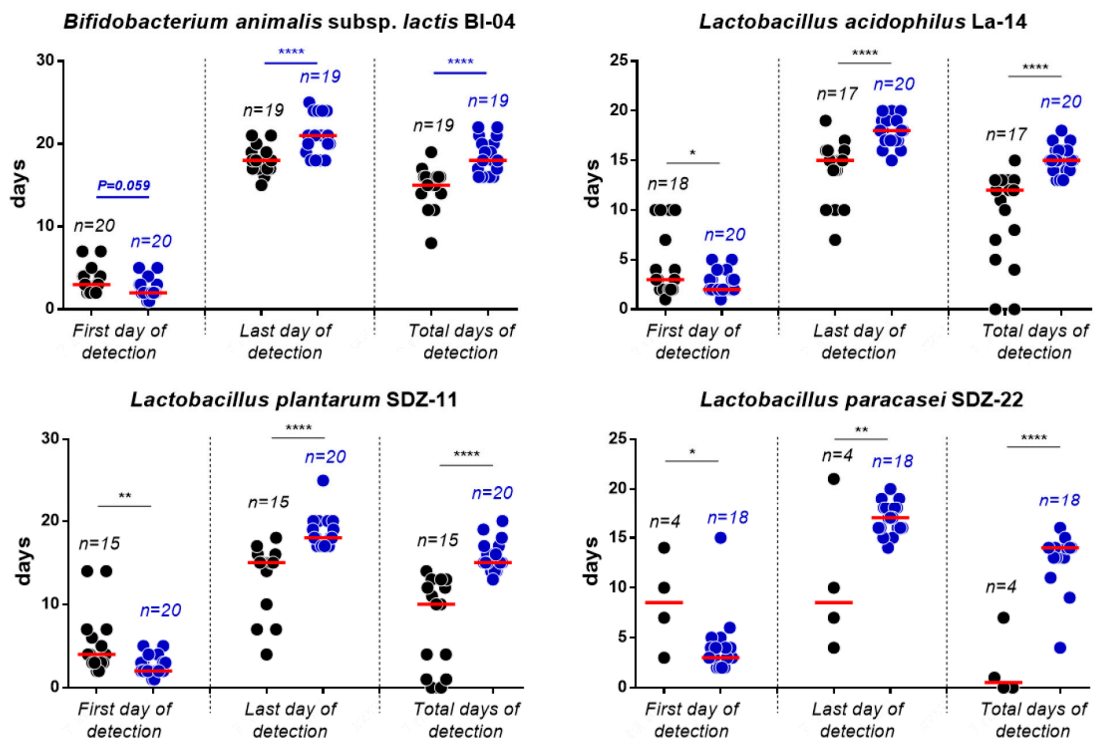 Bifidobacterium animalis subsp. lactis BI-04
30
20
10
0
days
P=0.059
n=20
n=20
****
n=19
n=19
****
n=19
n=19
First day of
detection
Last day of
detection
Total days of
detection
Lactobacillus acidophilus La-14
25
20
15
10
5
0
days
*
n=18
n=20
****
n=17
n=20
****
n=17
n=20
First day of
detection
Last day of
detection
Total days of
detection
Lactobacillus plantarum SDZ-11
30
20
10
0
days
**
n=15
n=20
****
n=15
n=20
****
n=15
n=20
First day of
detection
Last day of
detection
Total days of
detection
Lactobacillus paracasei SDZ-22
25
20
15
10
5
0
days
*
n=4
n=18
**
n=4
n=18
****
n=4
n=18
First day of
detection
Last day of
detection
Total days of
detection